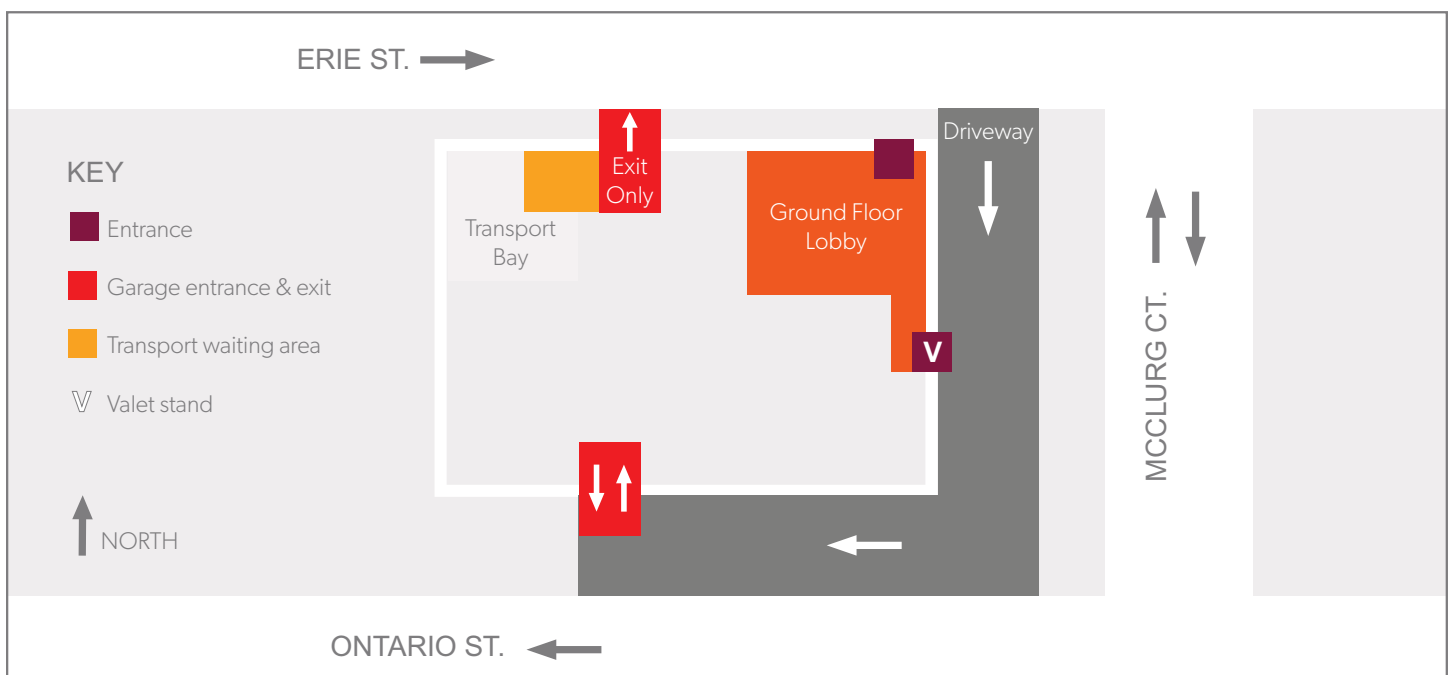 ERIE ST.
KEY
Entrance
Garage entrance & exit
Transport waiting area
V Valet stand
NORTH
Transport
Bay
Exit
Only
Ground Floor
Lobby
V
Driveway
MCCLURG CT.
ONTARIO ST.